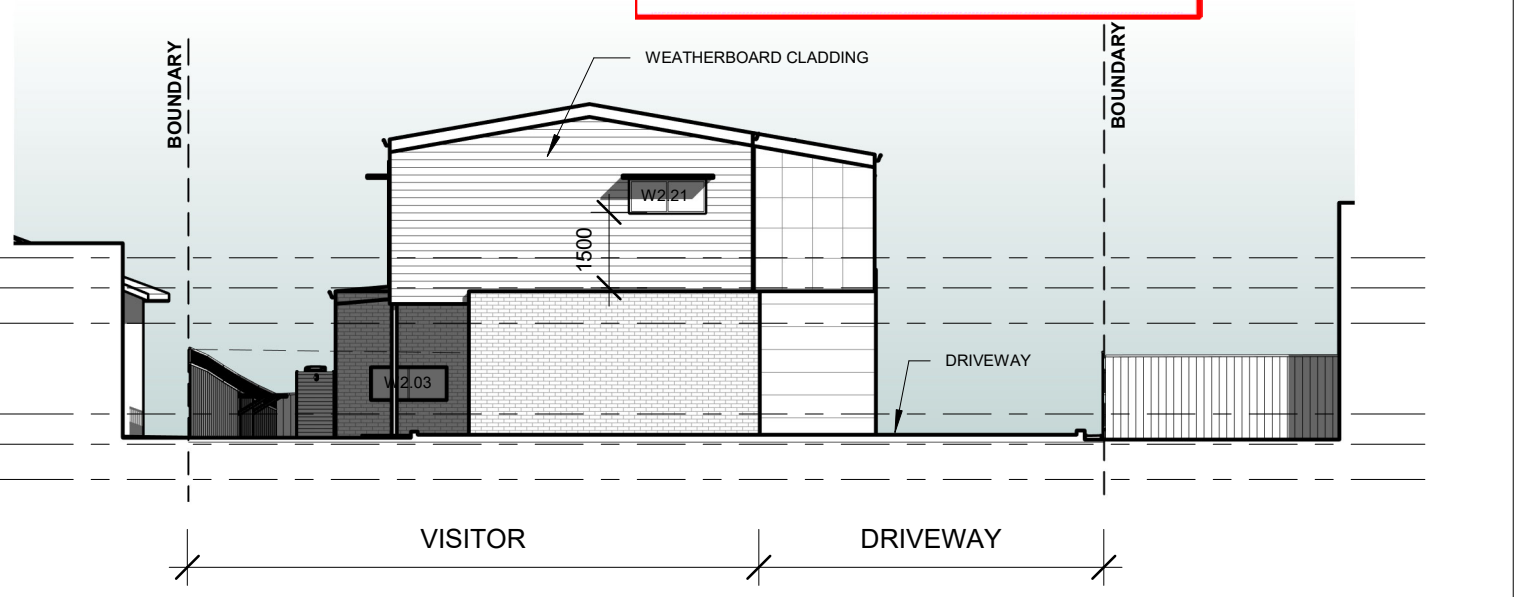 BOUNDARY
BOUNDARY
WEATHERBOARD CLADDING
W2.21
1500
DRIVEWAY
W2.03
VISITOR
DRIVEWAY